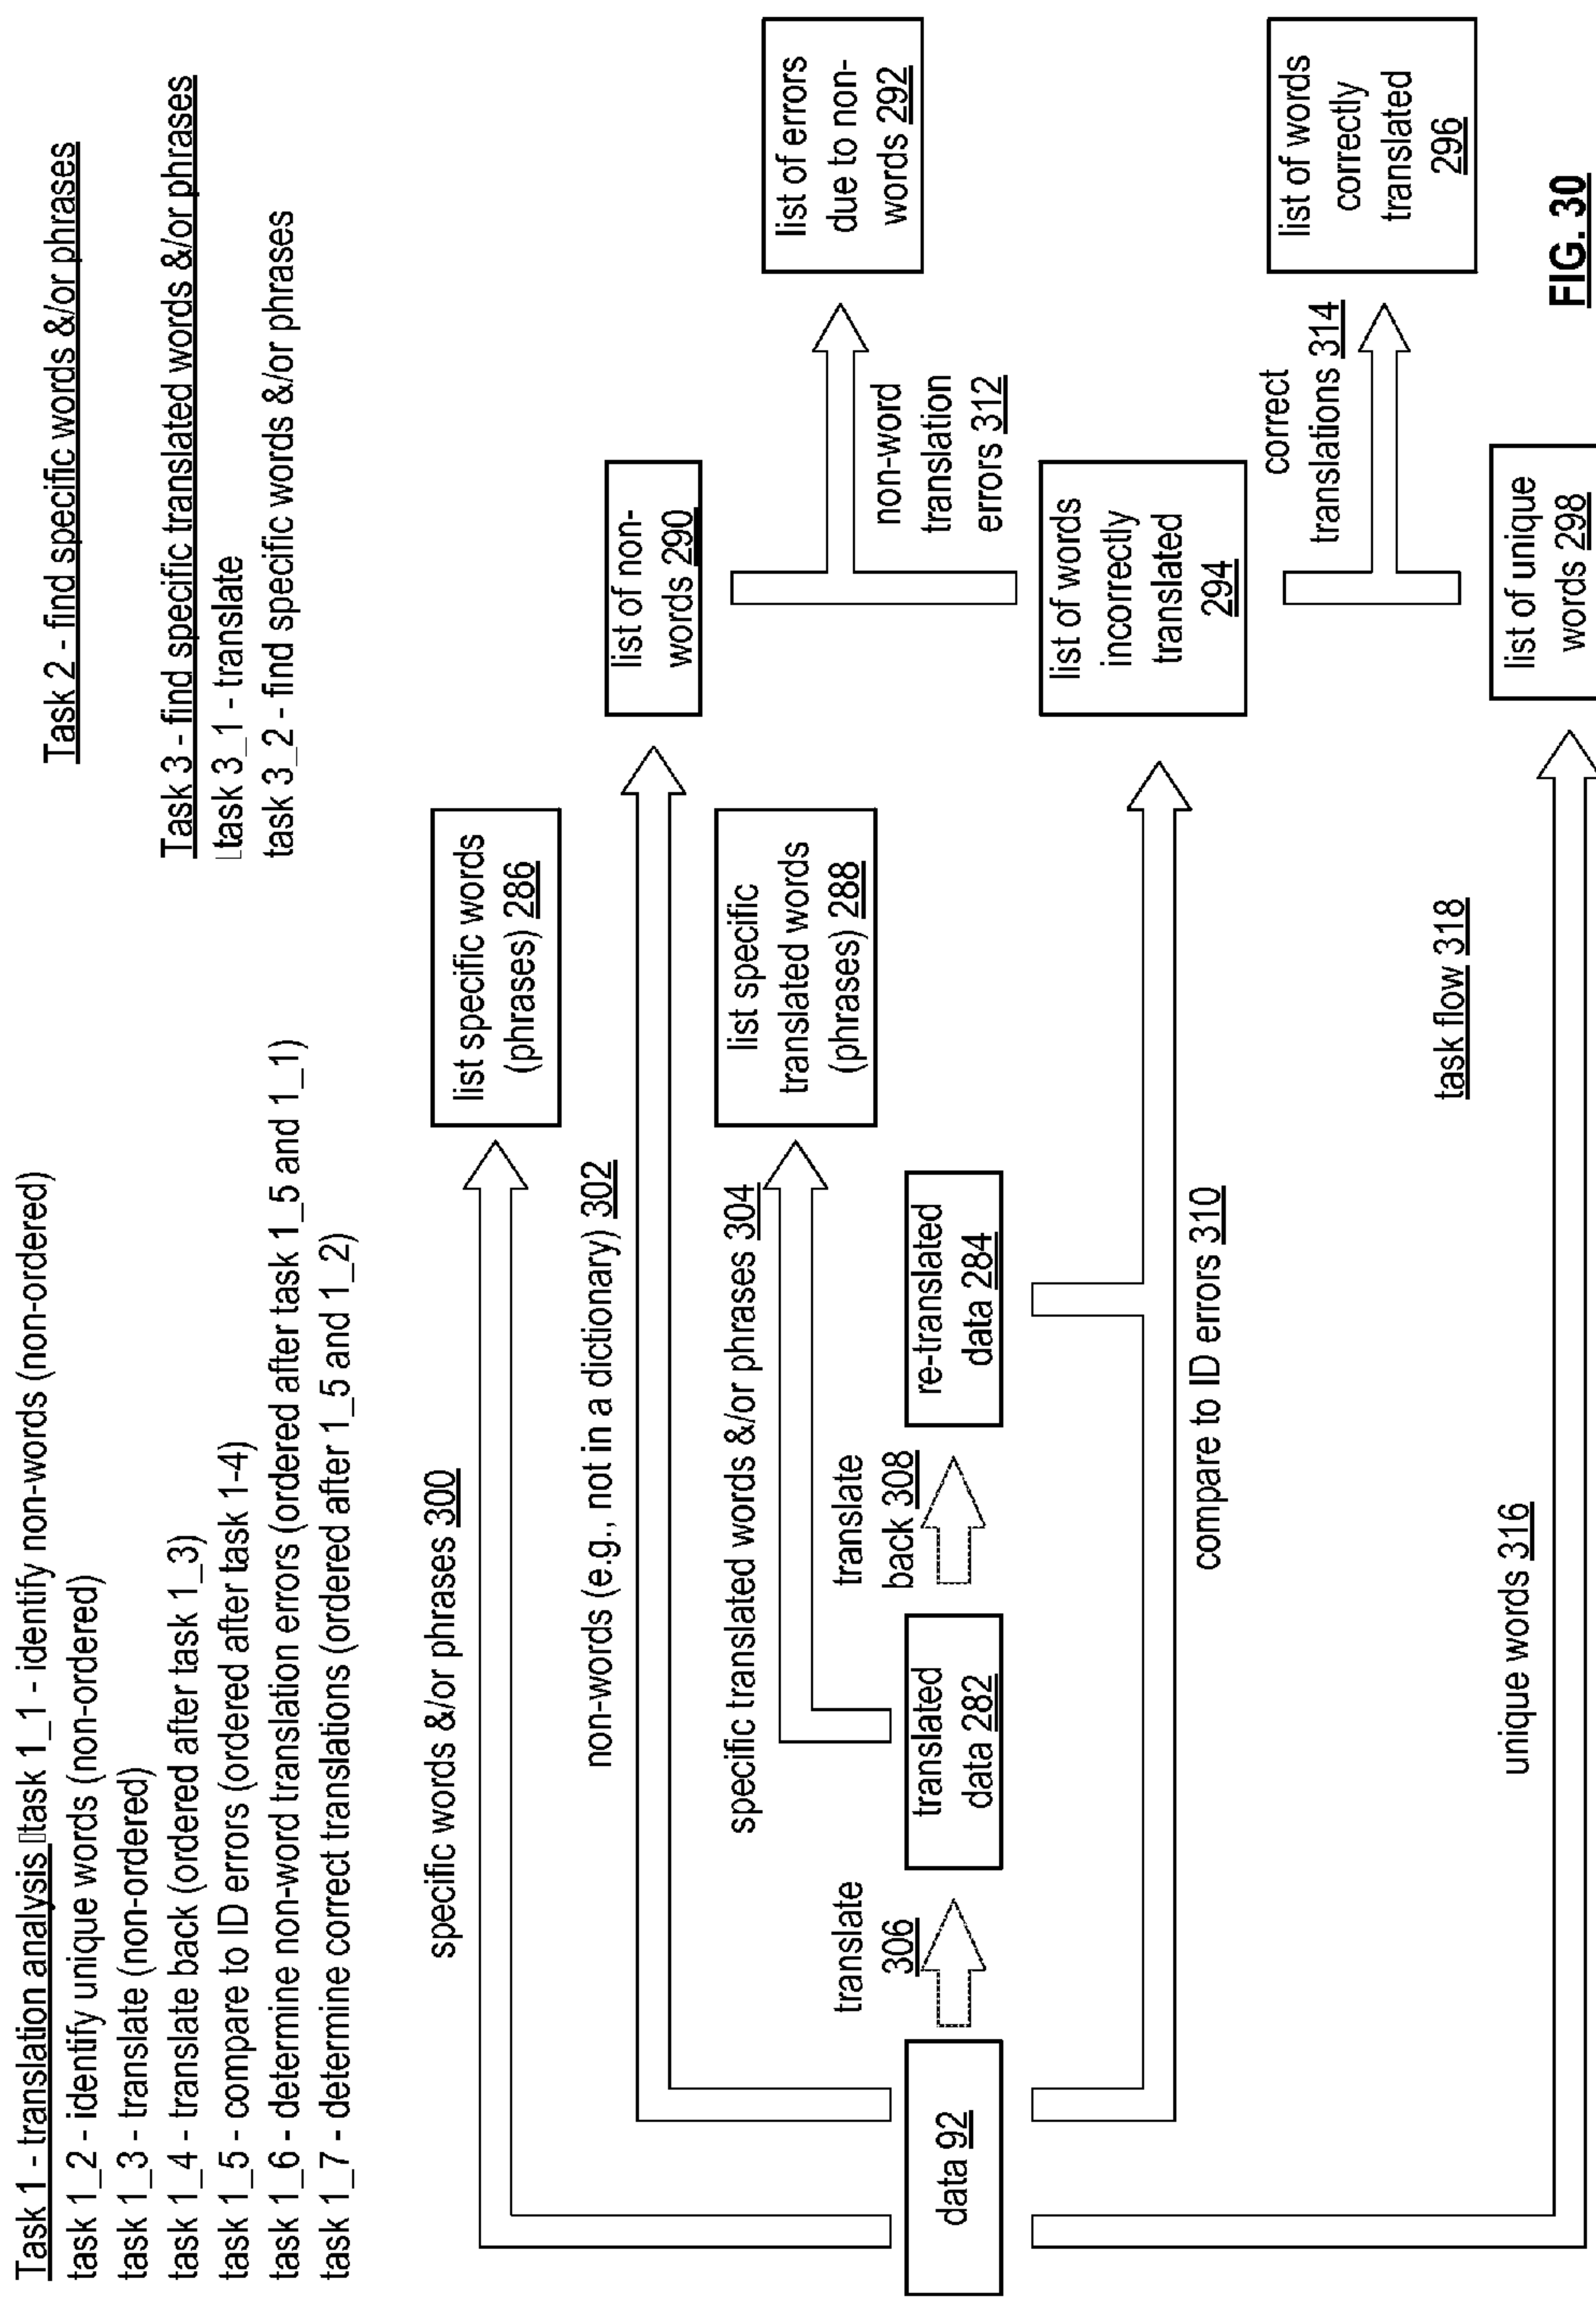 Task 1 - translation analysis ▯task 1_1 - identify non-words (non-ordered)
task 1_2 - identify unique words (non-ordered)
task 1_3 - translate (non-ordered)
task 1_4 - translate back (ordered after task 1_3)
task 1_5 - compare to ID errors (ordered after task 1-4)
task 1_6 - determine non-word translation errors (ordered after task 1_5 and 1_1)
task 1_7 - determine correct translations (ordered after 1_5 and 1_2)
Task 2 - find specific words &/or phrases
Task 3 - find specific translated words &/or phrases
task 3_1 - translate
task 3_2 - find specific words &/or phrases
specific words &/or phrases 300
list specific words
(phrases) 286
non-words (e.g., not in a dictionary) 302
list of non-
words 290
specific translated words &/or phrases 304
list specific
translated words
(phrases) 288
list of errors
due to non-
words 292
data 92
translate
306
translated
data 282
translate
back 308
re-translated
data 284
non-word
translation
errors 312
compare to ID errors 310
list of words
incorrectly
translated
294
correct
translations 314
list of words
correctly
translated
296
task flow 318
unique words 316
list of unique
words 298
FIG. 30